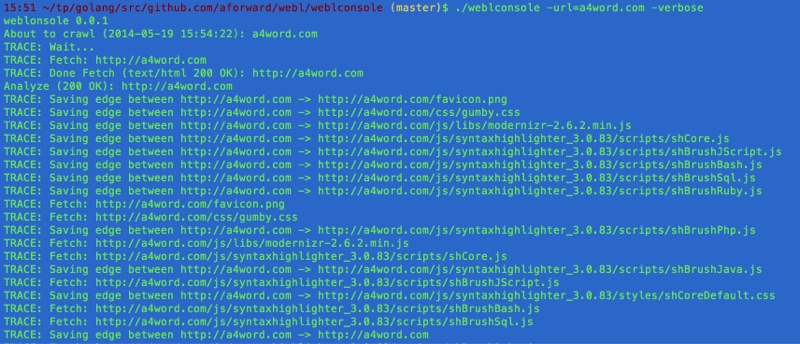 15:51 ~/tp/golang/src/github.com/aforward/webl/weblconsole (master)$ ./weblconsole -url=a4word.com -verbose
weblonsole 0.0.1
About to crawl (2014-05-19 15:54:22): a4word.com
TRACE: Wait...
TRACE: Fetch: http://a4word.com
TRACE: Done Fetch (text/html 200 OK): http://a4word.com
Analyze (200 OK): http://a4word.com
TRACE: Saving edge between http://a4word.com -> http://a4word.com/favicon.png
TRACE: Saving edge between http://a4word.com -> http://a4word.com/css/gumby.css
TRACE: Saving edge between http://a4word.com -> http://a4word.com/js/libs/modernizr-2.6.2.min.js
TRACE: Saving edge between http://a4word.com -> http://a4word.com/js/syntaxhighlighter_3.0.83/scripts/shCore.js
TRACE: Saving edge between http://a4word.com -> http://a4word.com/js/syntaxhighlighter_3.0.83/scripts/shBrushJScript.js
TRACE: Saving edge between http://a4word.com -> http://a4word.com/js/syntaxhighlighter_3.0.83/scripts/shBrushBash.js
TRACE: Saving edge between http://a4word.com -> http://a4word.com/js/syntaxhighlighter_3.0.83/scripts/shBrushSql.js
TRACE: Saving edge between http://a4word.com -> http://a4word.com/js/syntaxhighlighter_3.0.83/scripts/shBrushRuby.js
TRACE: Fetch: http://a4word.com/favicon.png
TRACE: Fetch: http://a4word.com/css/gumby.css
TRACE: Saving edge between http://a4word.com -> http://a4word.com/js/syntaxhighlighter_3.0.83/scripts/shBrushPhp.js
TRACE: Fetch: http://a4word.com/js/libs/modernizr-2.6.2.min.js
TRACE: Fetch: http://a4word.com/js/syntaxhighlighter_3.0.83/scripts/shCore.js
TRACE: Saving edge between http://a4word.com -> http://a4word.com/js/syntaxhighlighter_3.0.83/scripts/shBrushJava.js
TRACE: Fetch: http://a4word.com/js/syntaxhighlighter_3.0.83/scripts/shBrushJScript.js
TRACE: Saving edge between http://a4word.com -> http://a4word.com/js/syntaxhighlighter_3.0.83/styles/shCoreDefault.css
TRACE: Fetch: http://a4word.com/js/syntaxhighlighter_3.0.83/scripts/shBrushBash.js
TRACE: Fetch: http://a4word.com/js/syntaxhighlighter_3.0.83/scripts/shBrushSql.js
TRACE: Saving edge between http://a4word.com -> http://a4word.com